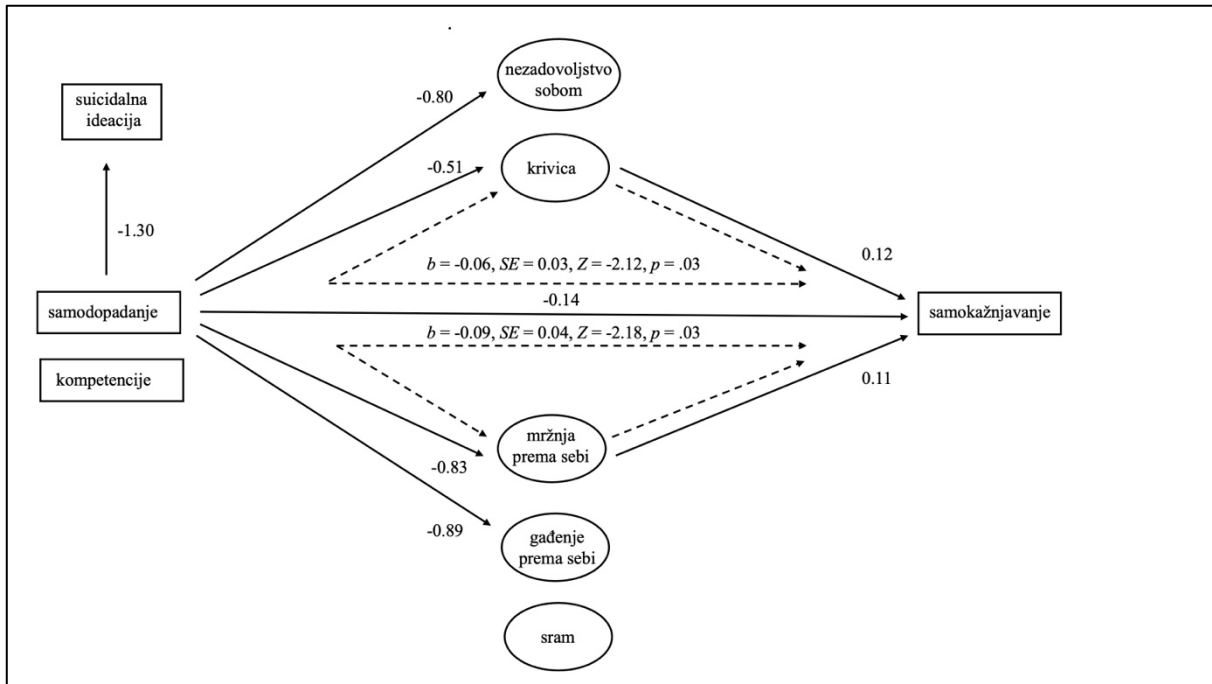 nezadovoljstvo
sobom
suicidalna
ideacija
-0.80
-0.51
krivica
-1.30
b = -0.06, SE = 0.03, Z = -2.12, p = .03
0.12
-0.14
samodopadanje
samokažnjavanje
b = -0.09, SE = 0.04, Z = -2.18, p = .03
kompetencije
0.11
mržnja
prema sebi
-0.83
-0.89
gađenje
prema sebi
sram